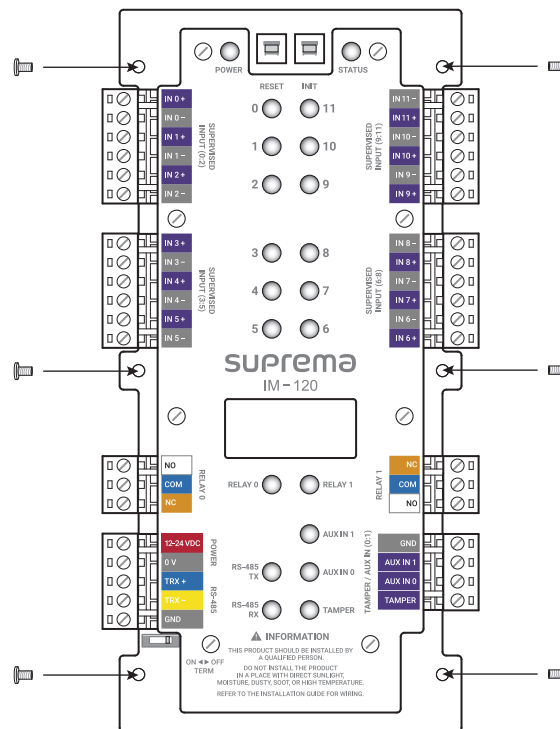 POWER
STATUS
RESET INIT
0 11
1 10
2 9
3 8
4 7
5 6
IN 0 +
IN 0 –
IN 1 +
IN 1 –
IN 2 +
IN 2 –
SUPERVISED
INPUT (0:2)
IN 3 +
IN 3 –
IN 4 +
IN 4 –
IN 5 +
IN 5 –
SUPERVISED
INPUT (3:5)
IN 11 –
IN 11 +
IN 10 –
IN 10 +
IN 9 –
IN 9 +
SUPERVISED
INPUT (9:11)
IN 8 –
IN 8 +
IN 7 –
IN 7 +
IN 6 –
IN 6 +
SUPERVISED
INPUT (6:8)
suprema
IM – 120
NO
COM
NC
RELAY 0
RELAY 0
RELAY 1
RELAY 1
NC
COM
NO
12-24 VDC
0 V
TRX +
TRX –
GND
POWER
RS-485
AUX IN 1
RS-485
TX
AUX IN 0
RS-485
RX
TAMPER
TAMPER / AUX IN (0:1)
GND
AUX IN 1
AUX IN 0
TAMPER
ON ◄► OFF
TERM
INFORMATION
THIS PRODUCT SHOULD BE INSTALLED BY
A QUALIFIED PERSON.
DO NOT INSTALL THE PRODUCT
IN A PLACE WITH DIRECT SUNLIGHT,
MOISTURE, DUSTY, SOOT, OR HIGH TEMPERATURE.
REFER TO THE INSTALLATION GUIDE FOR WIRING.